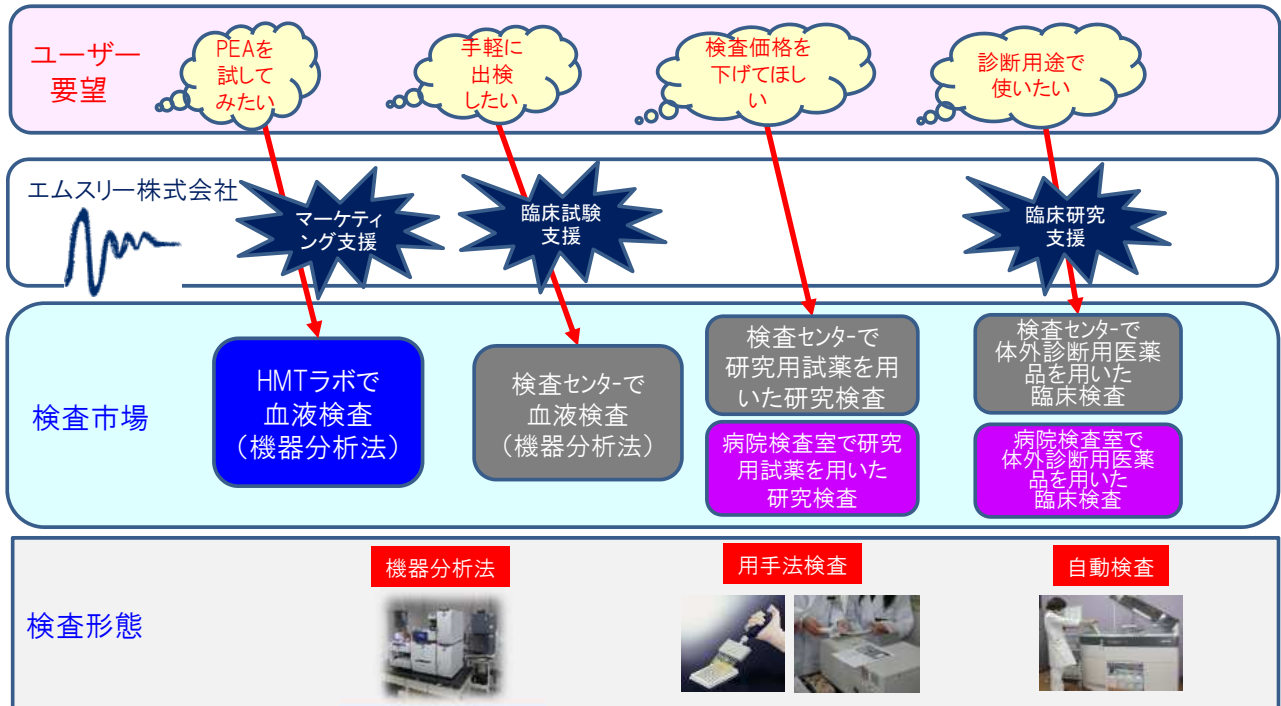 ユーザー
要望
PEAを
試して
みたい
手軽に
出検
したい
検査価格を
下げてほし
い
診断用途で
使いたい
エムスリー株式会社
マーケティ
ング支援
臨床試験
支援
臨床研究
支援
検査市場
HMTラボで
血液検査
（機器分析法）
検査センターで
血液検査
（機器分析法）
検査センターで
研究用試薬を用
いた研究検査
病院検査室で研究
用試薬を用いた
研究検査
検査センターで
体外診断用医薬
品を用いた
臨床検査
病院検査室で
体外診断用医薬
品を用いた
臨床検査
検査形態
機器分析法
用手法検査
自動検査